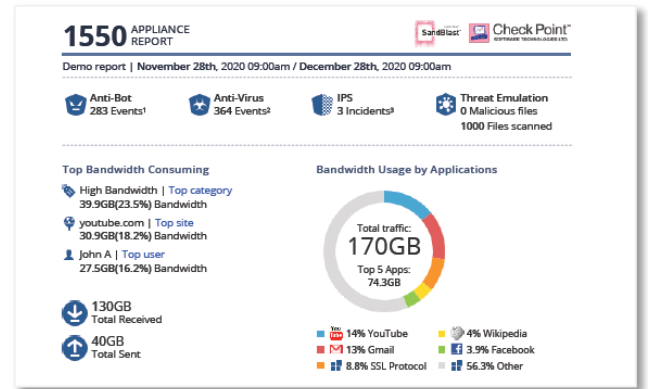 1550 APPLIANCE REPORT
SandBlast
Check Point
SOFTWARE TECHNOLOGIES LTD.
Demo report | November 28th, 2020 09:00am / December 28th, 2020 09:00am
Anti-Bot
283 Events¹
Anti-Virus
364 Events²
IPS
3 Incidents³
Threat Emulation
0 Malicious files
1000 Files scanned
Top Bandwidth Consuming
High Bandwidth | Top category
39.9GB(23.5%) Bandwidth
youtube.com | Top site
30.9GB(18.2%) Bandwidth
John A | Top user
27.5GB(16.2%) Bandwidth
130GB
Total Received
40GB
Total Sent
Bandwidth Usage by Applications
Total traffic:
170GB
Top 5 Apps:
74.3GB
You Tube 14% YouTube
13% Gmail
8.8% SSL Protocol
4% Wikipedia
3.9% Facebook
56.3% Other